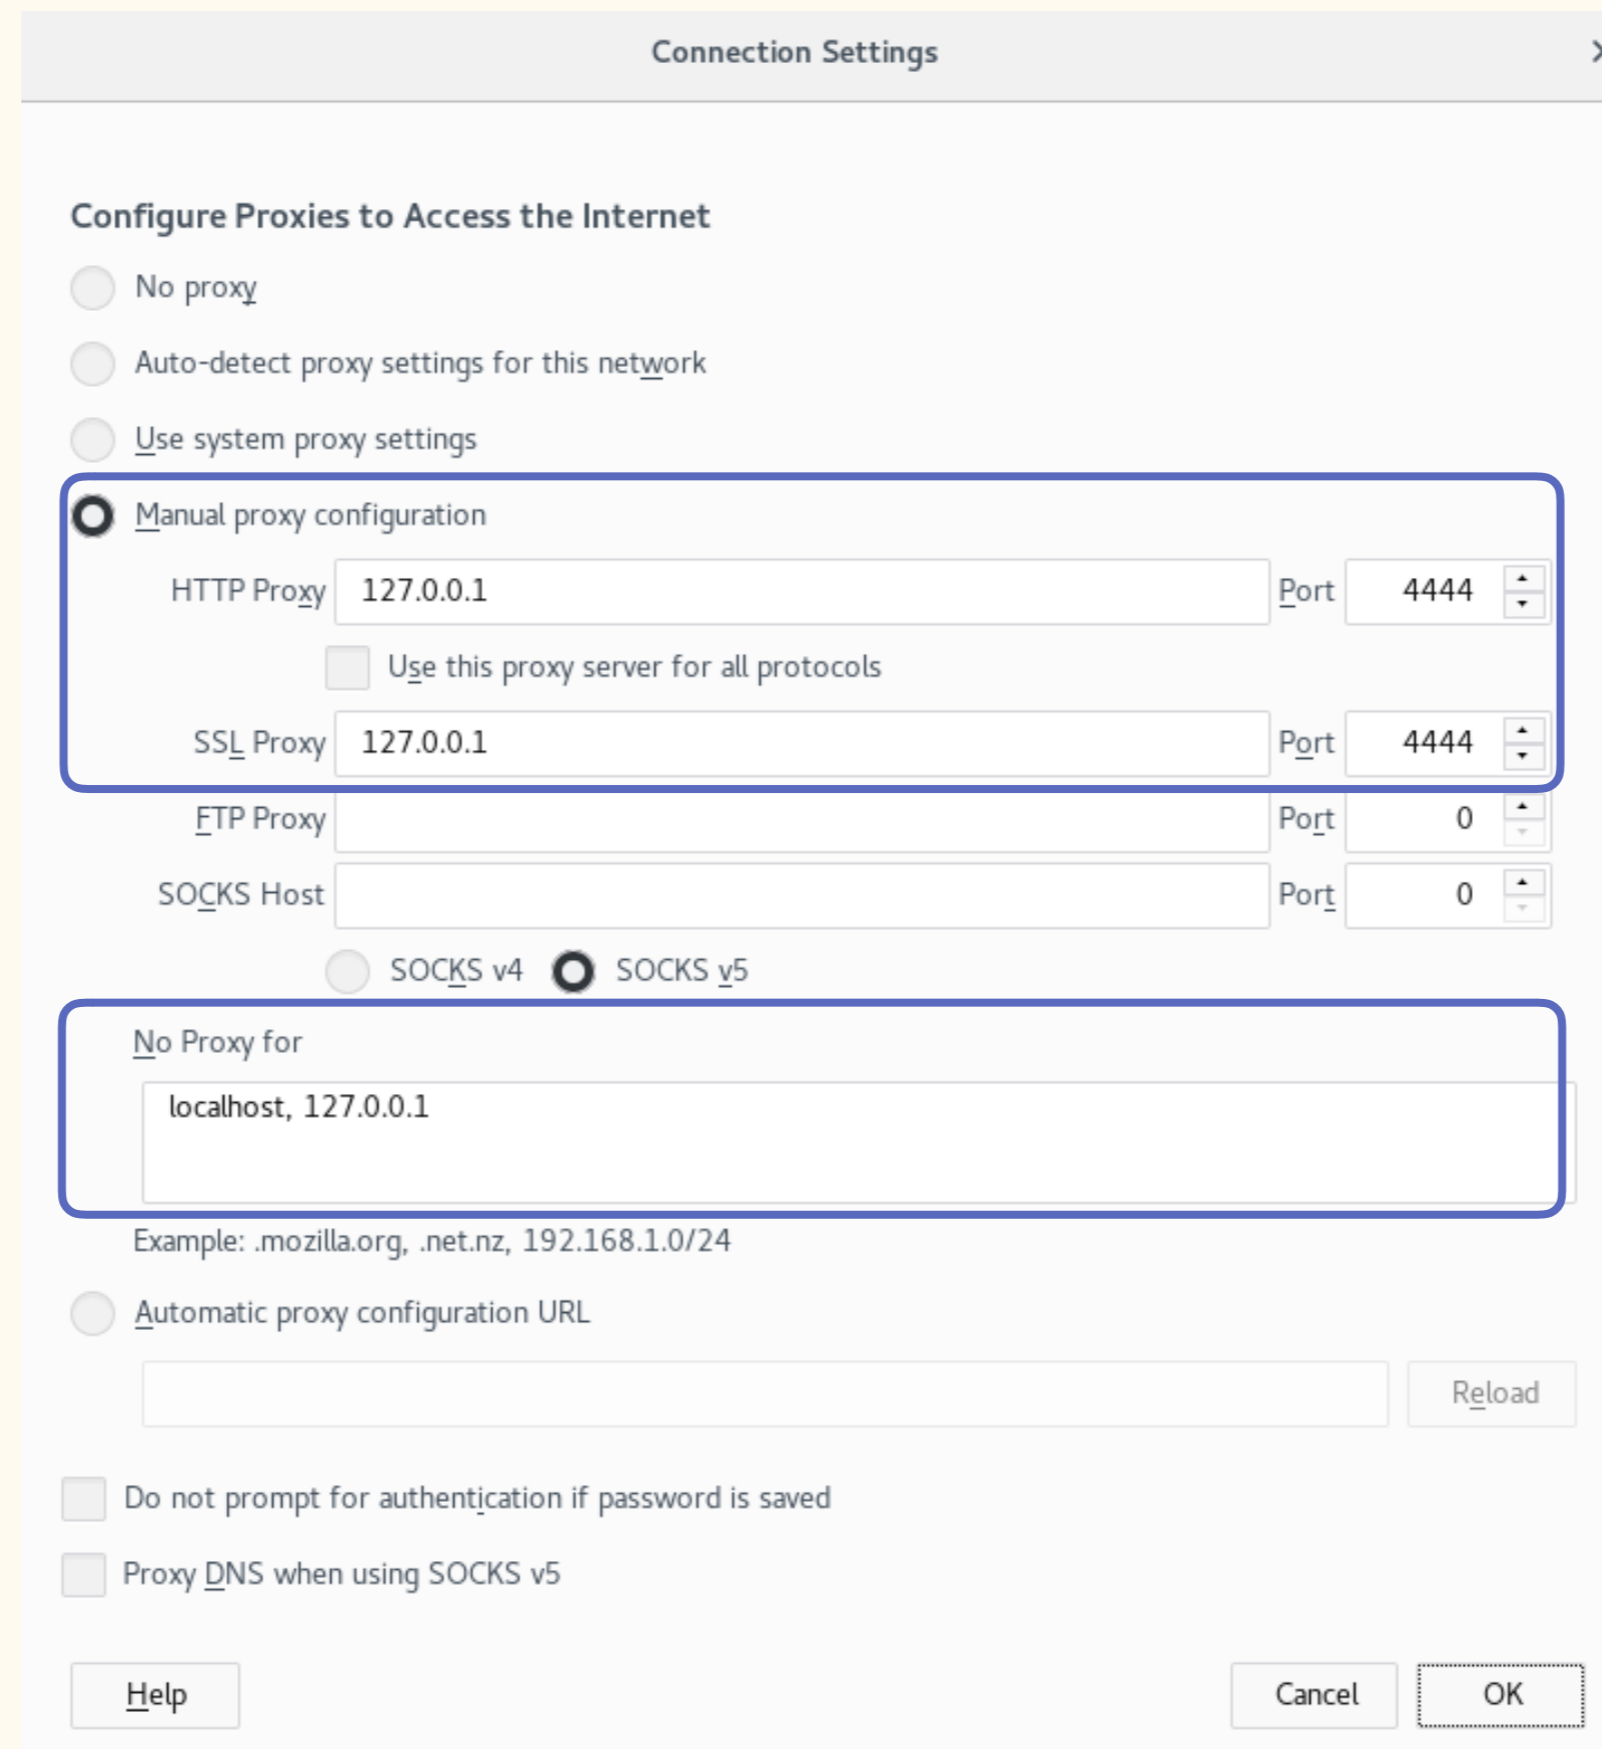 Connection Settings
Configure Proxies to Access the Internet
No proxy
Auto-detect proxy settings for this network
Use system proxy settings
Manual proxy configuration
HTTP Proxy 127.0.0.1 Port 4444
Use this proxy server for all protocols
SSL Proxy 127.0.0.1 Port 4444
FTP Proxy Port 0
SOCKS Host Port 0
SOCKS v4 SOCKS v5
No Proxy for
localhost, 127.0.0.1
Example: .mozilla.org, .net.nz, 192.168.1.0/24
Automatic proxy configuration URL
Reload
Do not prompt for authentication if password is saved
Proxy DNS when using SOCKS v5
Help Cancel OK